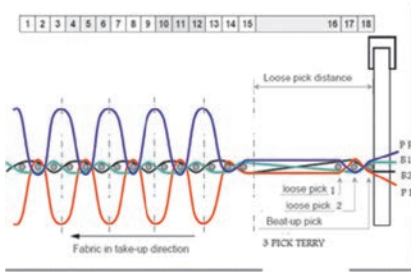 1 2 3 4 5 6 7 8 9 10 11 12 13 14 15 16 17 18
Loose pick distance
B1
B2
P1
loose pick 1
loose pick 2
Beat-up pick
Fabric in take-up direction
3 PICK TERRY